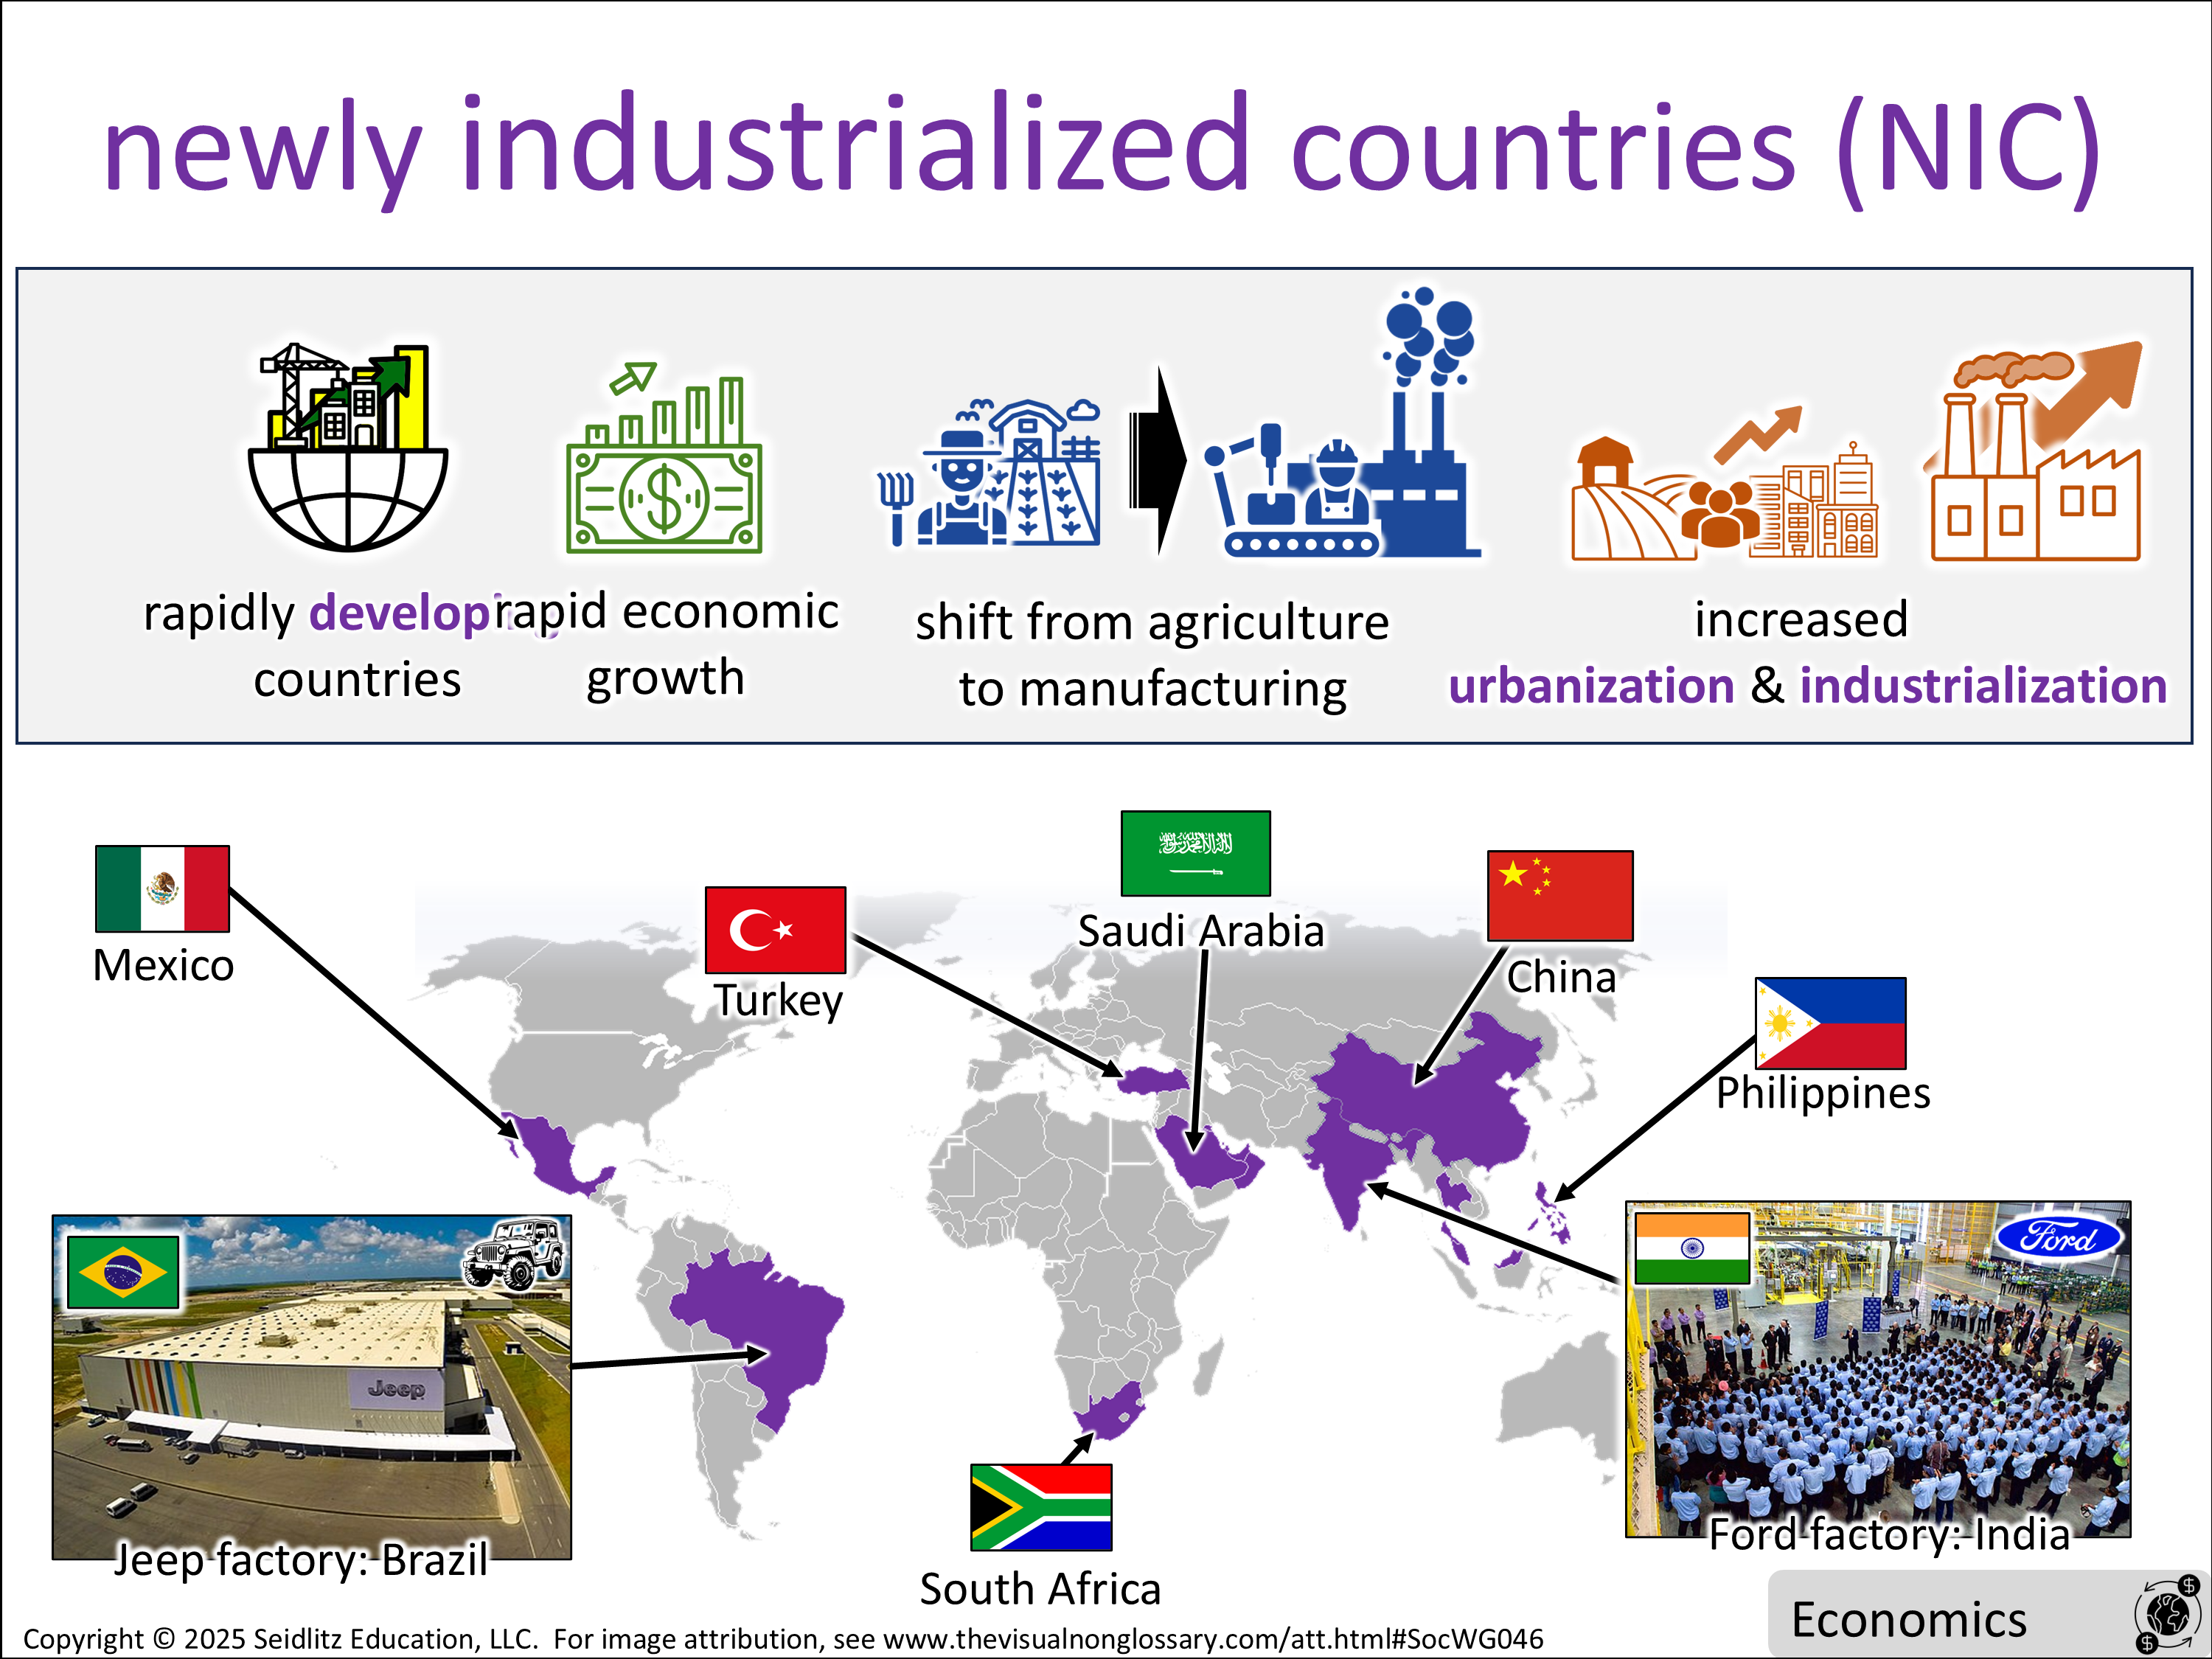 newly industrialized countries (NIC)
rapidly develop
countries
rapid economic
growth
shift from agriculture
to manufacturing
increased
urbanization & industrialization
Mexico
Turkey
Saudi Arabia
China
Philippines
Jeep
Jeep factory: Brazil
South Africa
Ford
Ford factory: India
Economics
Copyright © 2025 Seidlitz Education, LLC. For image attribution, see www.thevisualnonglossary.com/att.html#SocWG046